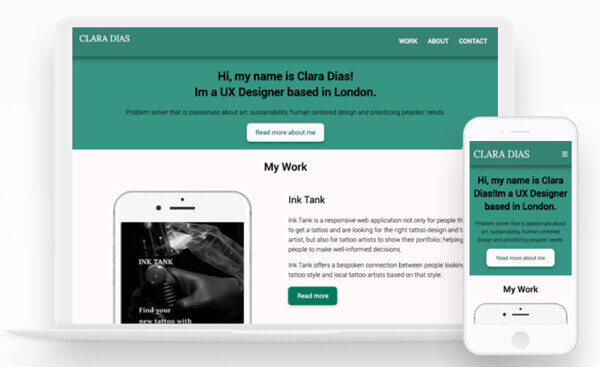 CLARA DIAS
WORK ABOUT CONTACT
Hi, my name is Clara Dias!
Im a UX Designer based in London.
Problem solver that is passionate about art, sustainability, human centered design and prioritizing peoples' needs.
Read more about me
My Work
INK TANK
Find your
new tattoo with
Ink Tank
Ink Tank is a responsive web application not only for people
to get a tattoo and are looking for the right tattoo design and
artist, but also for tattoo artists to show their portfolio; helping
people to make well-informed decisions.
Ink Tank offers a bespoken connection between people looking
tattoo style and local tattoo artists based on that style.
Read more
CLARA DIAS
Hi, my name is Clara
Dias!Im a UX Designer
based in London.
Problem solver that is passionate about
art, sustainability, human centered
design and prioritizing peoples' needs.
Read more about me
My Work